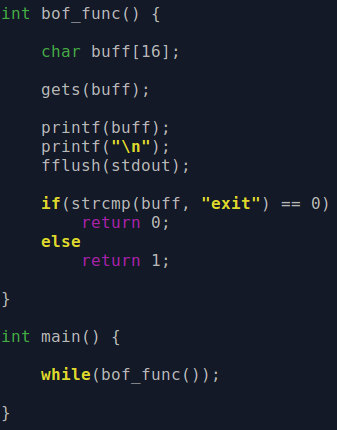 int bof_func() {
    char buff[16];
    gets(buff);
    printf(buff);
    printf("\n");
    fflush(stdout);
    if(strcmp(buff, "exit") == 0)
        return 0;
    else
        return 1;
}
int main() {
    while(bof_func());
}